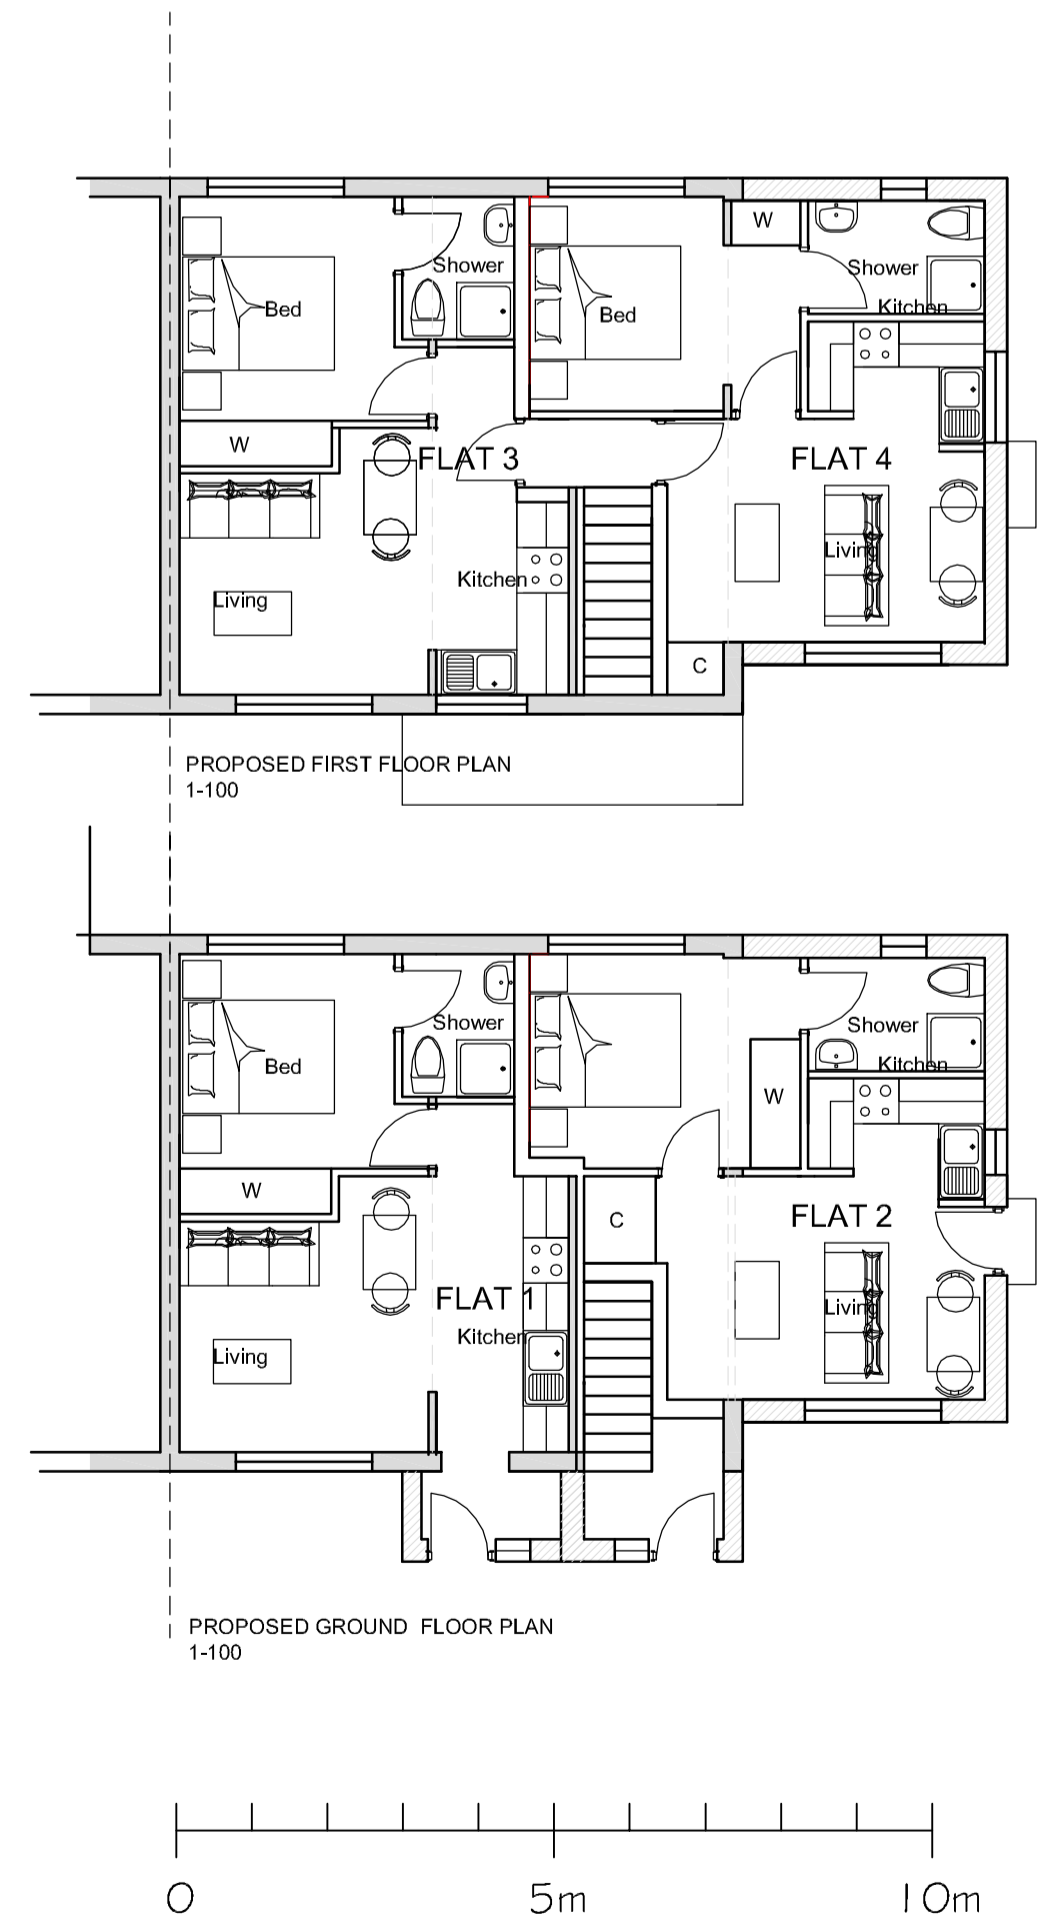 W
Shower
Kitchen
Shower
Bed
Bed
W
FLAT 3
FLAT 4
Living
Kitchen
Living
C
PROPOSED FIRST FLOOR PLAN
1-100
Shower
Shower
Kitchen
Bed
W
W
C
FLAT 2
FLAT 1
Living
Kitchen
Living
PROPOSED GROUND FLOOR PLAN
1-100
0 5m 10m